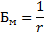 Бм = 1/r